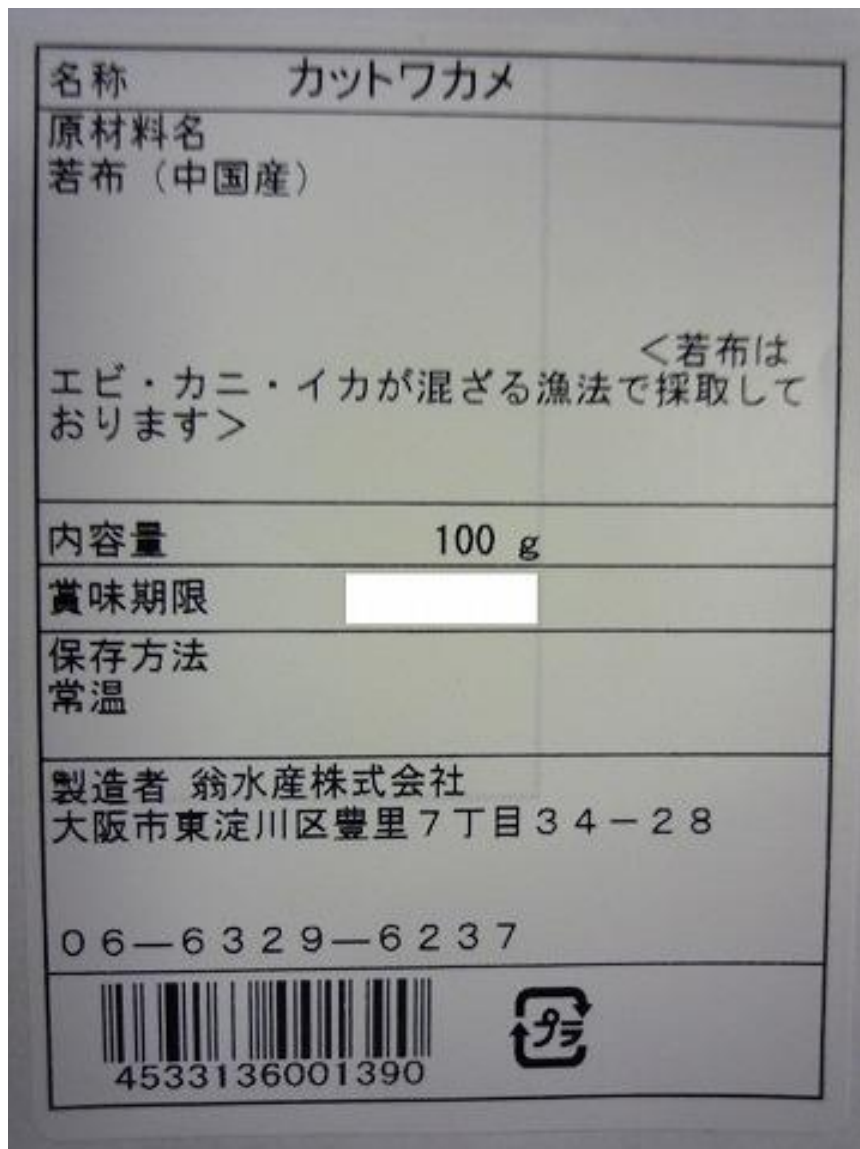 名称 カットワカメ
原材料名
若布（中国産）
＜若布は
エビ・カニ・イカが混ざる漁法で採取して
おります＞
内容量 100 g
賞味期限
保存方法
常温
製造者 翁水産株式会社
大阪市東淀川区豊里７丁目３４－２８
０６―６３２９―６２３７
4533136001390
プラ